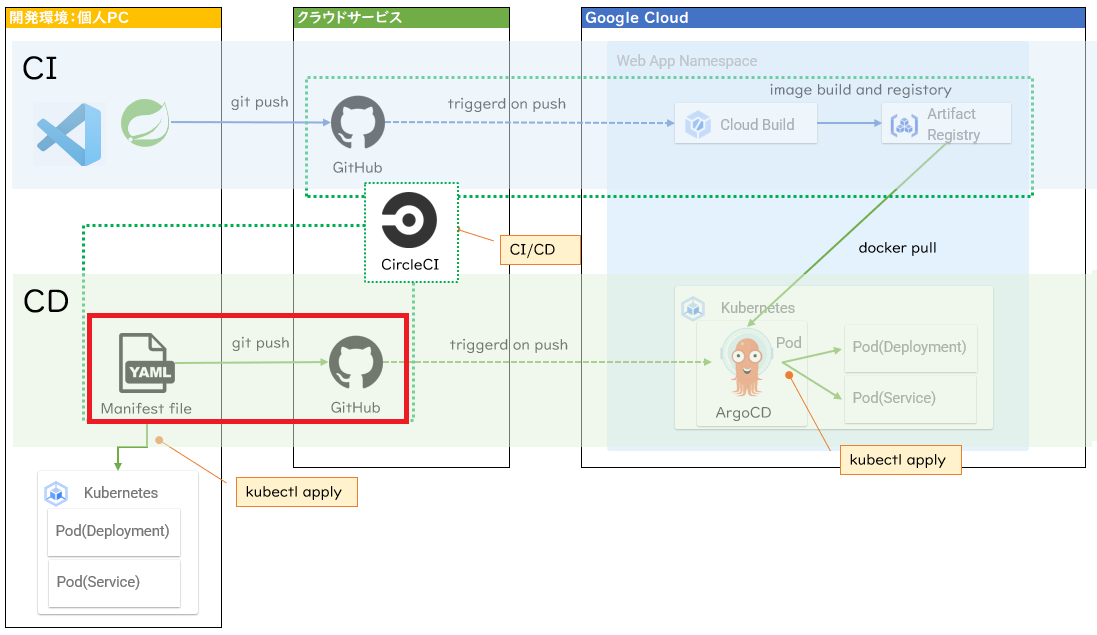 開発環境:個人PC
クラウドサービス
Google Cloud
CI
Web App Namespace
git push
triggerd on push
image build and registory
Cloud Build
Artifact
Registry
GitHub
CircleCI
CI/CD
docker pull
CD
Kubernetes
git push
triggerd on push
Pod
Pod(Deployment)
YAML
Pod(Service)
Manifest file
GitHub
ArgoCD
kubectl apply
kubectl apply
Kubernetes
Pod(Deployment)
Pod(Service)